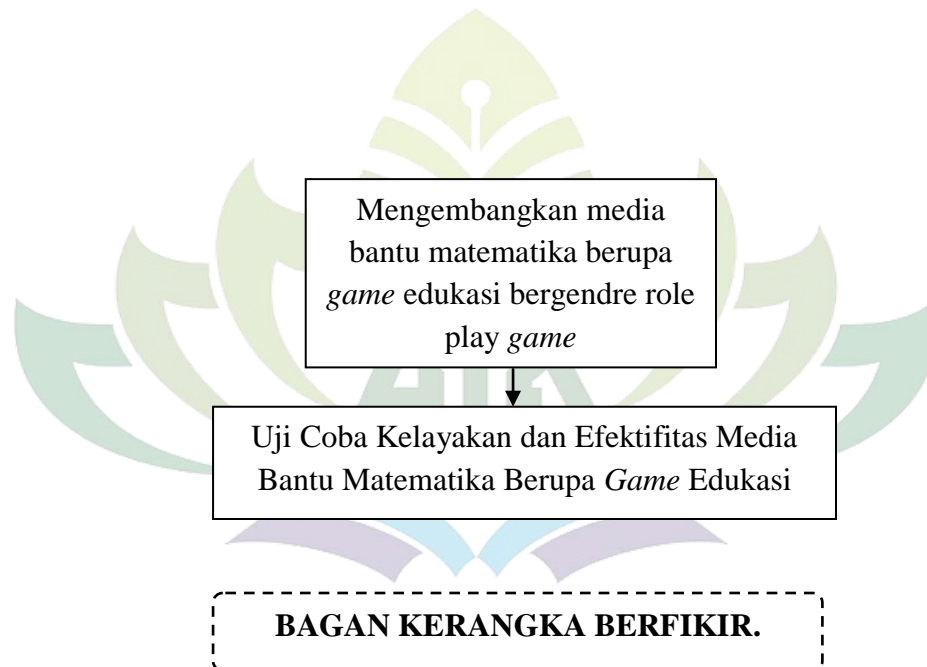 Mengembangkan media
bantu matematika berupa
game edukasi bergendre role
play game
Uji Coba Kelayakan dan Efektifitas Media
Bantu Matematika Berupa Game Edukasi
BAGAN KERANGKA BERFIKIR.